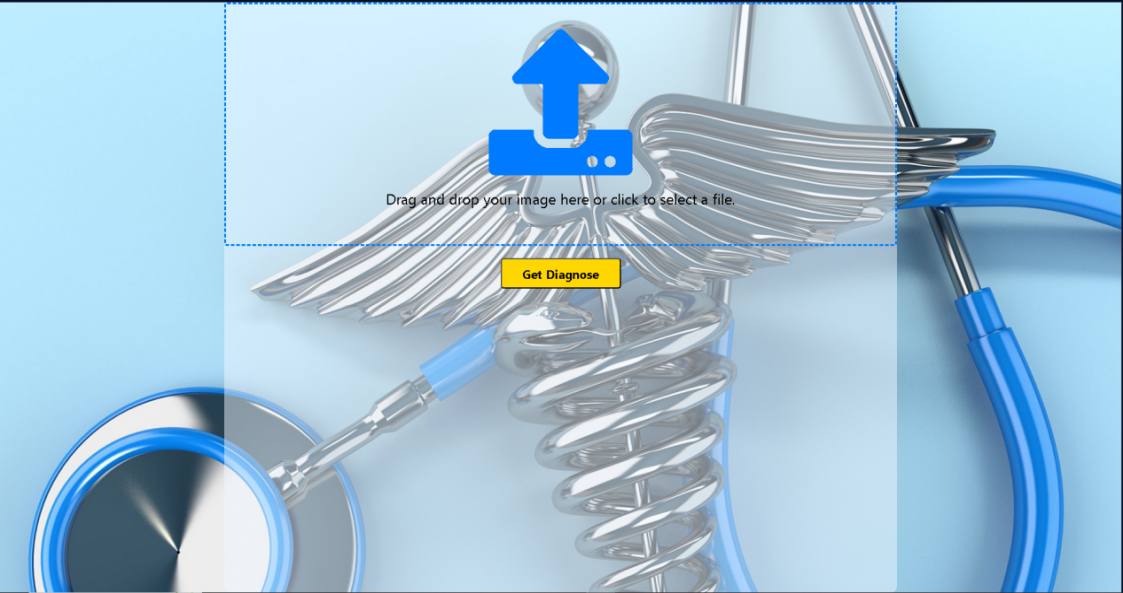 Drag and drop your image here or click to select a file.
Get Diagnose